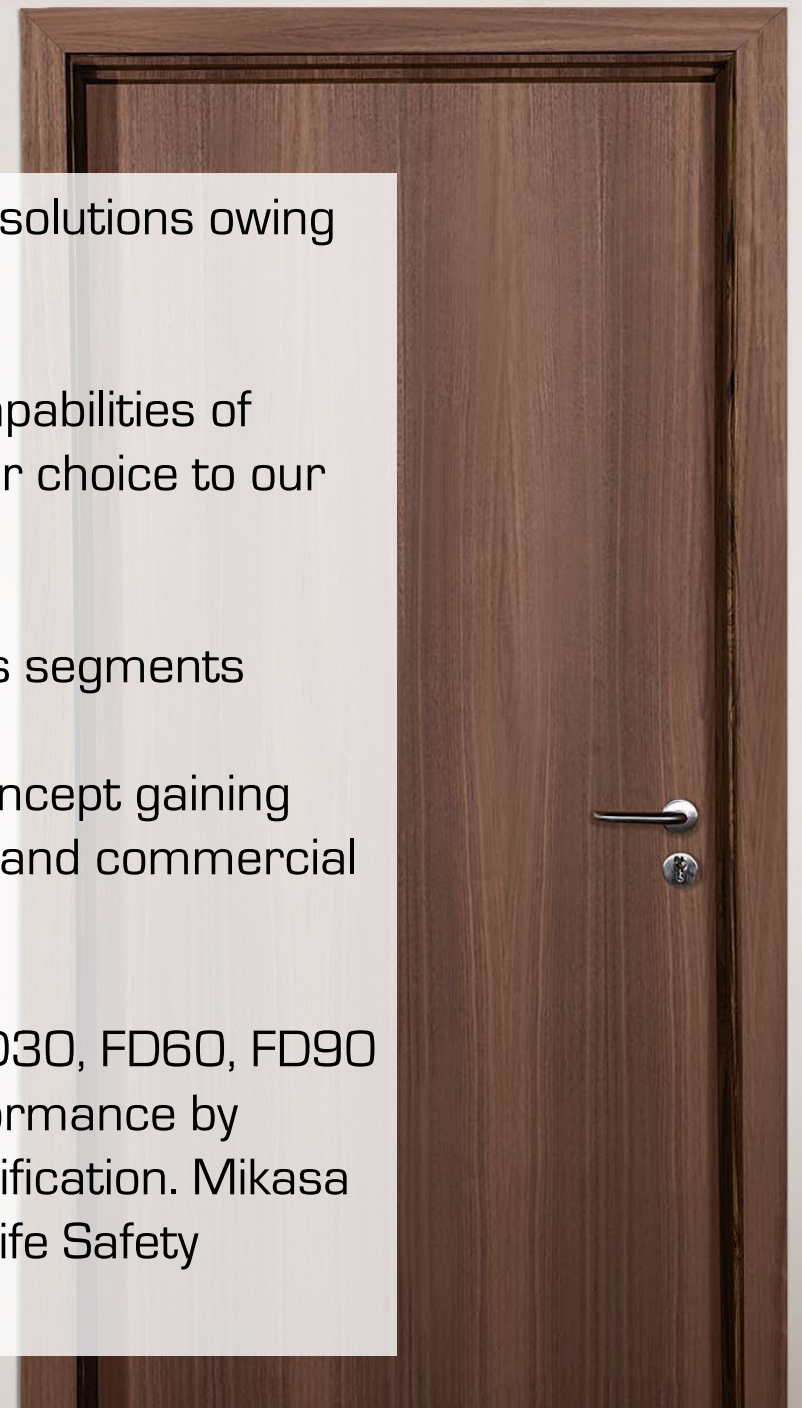 solutions owing
pabilities of
r choice to our
s segments
ncept gaining
and commercial
030, FD60, FD90
ormance by
ification. Mikasa
ife Safety